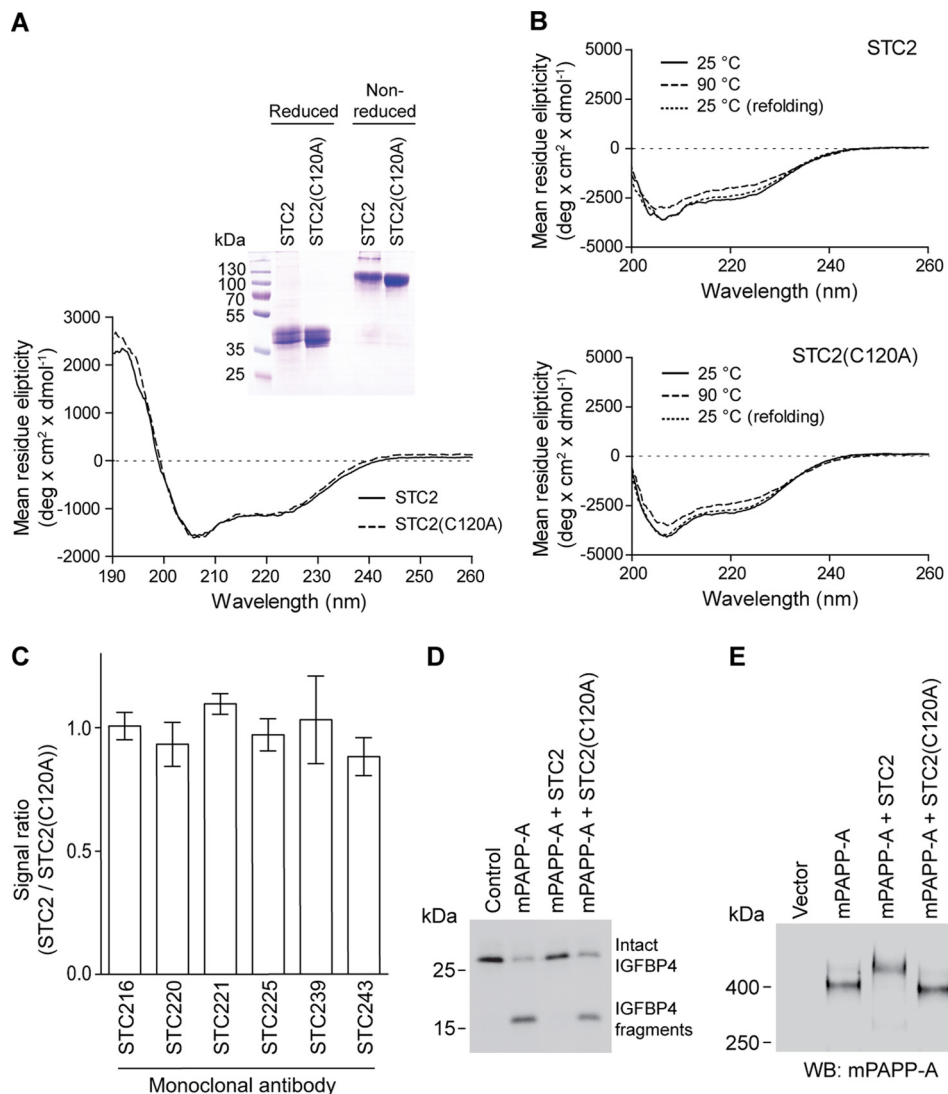 A
Reduced
Non-
reduced
STC2
STC2(C120A)
STC2
STC2(C120A)
kDa
130
100
70
55
35
25
3000
2000
1000
0
-1000
-2000
190 200 210 220 230 240 250 260
Wavelength (nm)
Mean residue elipticity
(deg x cm² x dmol⁻¹)
STC2
STC2(C120A)
B
STC2
25 °C
90 °C
25 °C (refolding)
5000
2500
0
-2500
-5000
200 220 240 260
Wavelength (nm)
Mean residue elipticity
(deg x cm² x dmol⁻¹)
STC2(C120A)
25 °C
90 °C
25 °C (refolding)
5000
2500
0
-2500
-5000
200 220 240 260
Wavelength (nm)
Mean residue elipticity
(deg x cm² x dmol⁻¹)
C
Signal ratio
(STC2 / STC2(C120A))
1.0
0.5
0.0
STC216
STC220
STC221
STC225
STC239
STC243
Monoclonal antibody
D
Control
mPAPP-A
mPAPP-A + STC2
mPAPP-A + STC2(C120A)
kDa
25
15
Intact
IGFBP4
IGFBP4
fragments
E
Vector
mPAPP-A
mPAPP-A + STC2
mPAPP-A + STC2(C120A)
kDa
400
250
WB: mPAPP-A